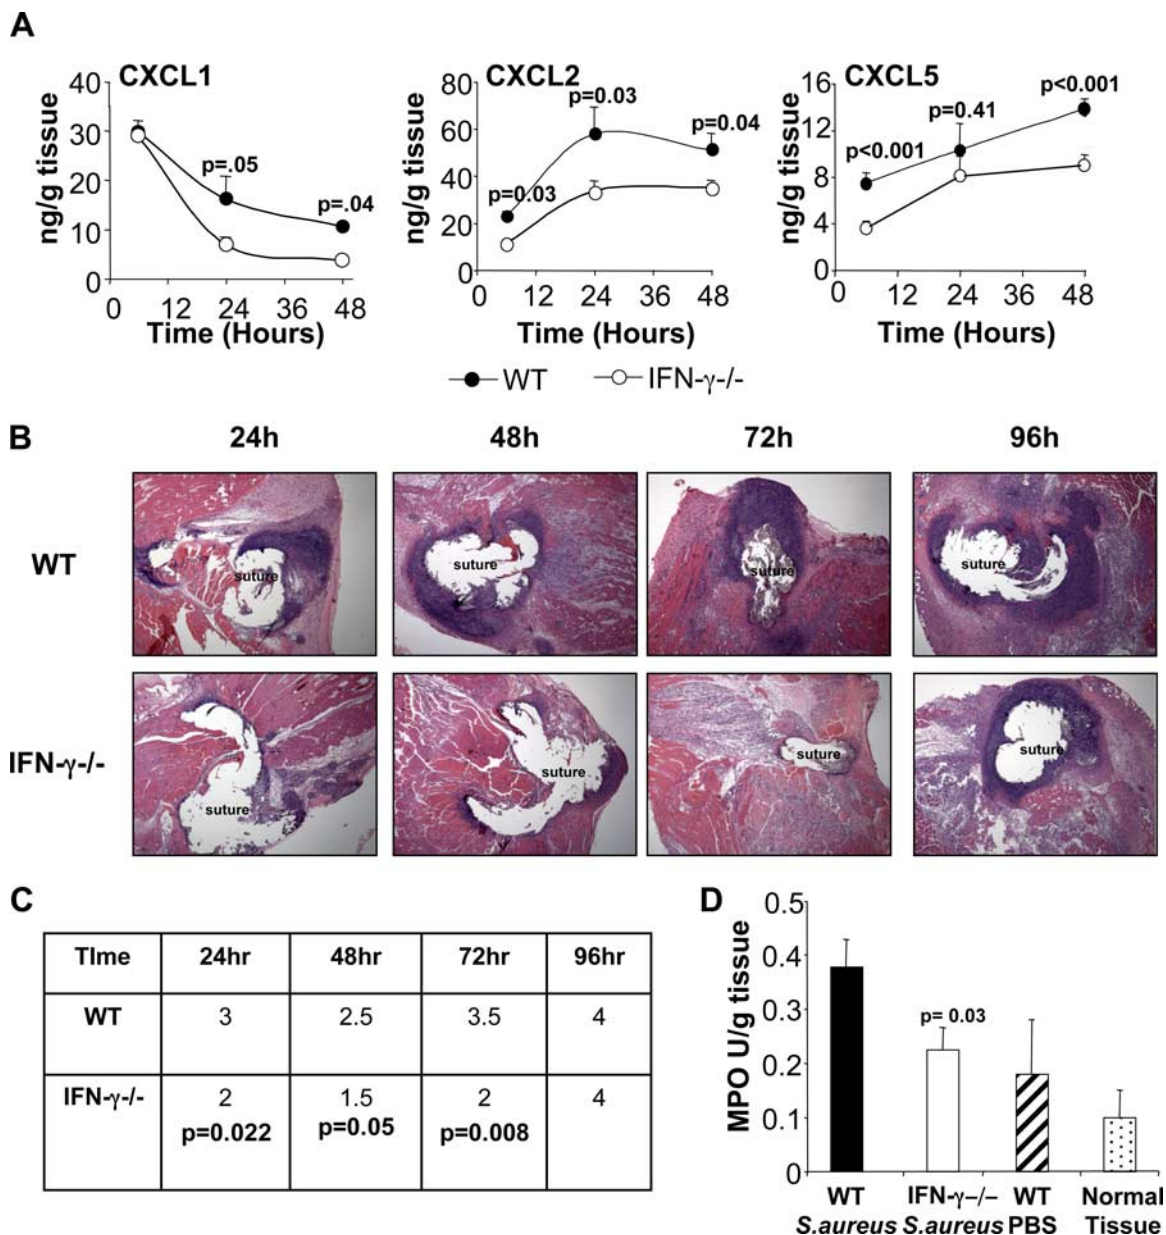 A
CXCL1
ng/g tissue
40
30
20
10
0
p=.05
p=.04
0 12 24 36 48
Time (Hours)
CXCL2
ng/g tissue
80
60
40
20
0
p=0.03
p=0.03
p=0.04
0 12 24 36 48
Time (Hours)
CXCL5
ng/g tissue
16
12
8
4
0
p<0.001
p=0.41
p<0.001
0 12 24 36 48
Time (Hours)
WT IFN-γ-/-
B 24h 48h 72h 96h
WT
suture suture suture suture
IFN-γ-/-
suture suture suture suture
C
TIme 24hr 48hr 72hr 96hr
WT 3 2.5 3.5 4
IFN-γ-/- 2 1.5 2 4
p=0.022 p=0.05 p=0.008
D
MPO U/g tissue
0.5
0.4
0.3
0.2
0.1
0
p= 0.03
WT IFN-γ–/– WT Normal
S.aureus S.aureus PBS Tissue